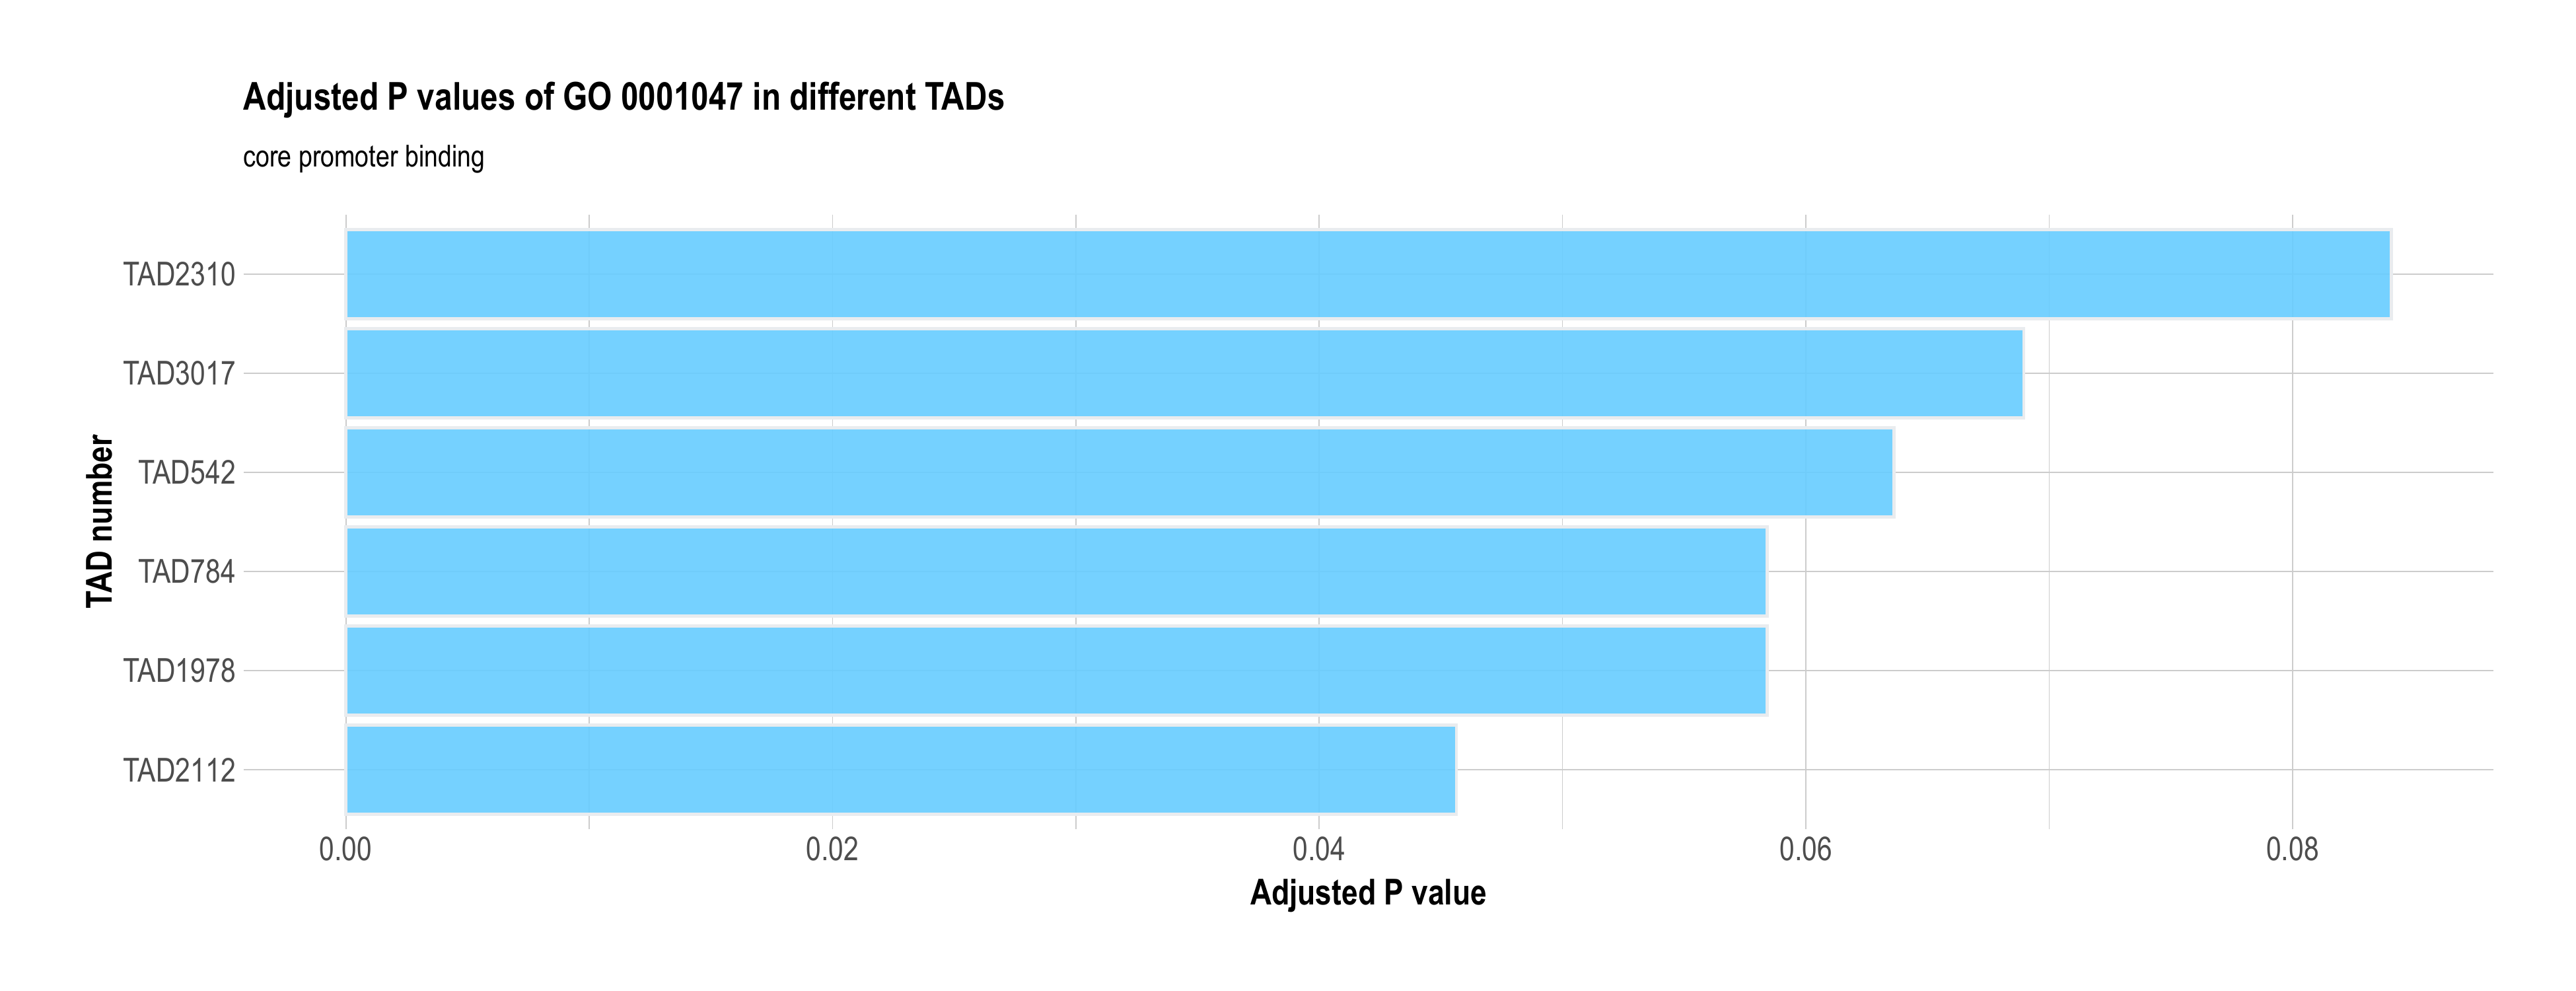 Adjusted P values of GO 0001047 in different TADs
core promoter binding
TAD number
TAD2310
TAD3017
TAD542
TAD784
TAD1978
TAD2112
0.00 0.02 0.04 0.06 0.08
Adjusted P value